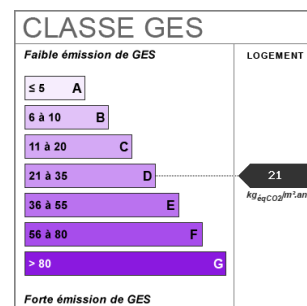 CLASSE GES
Faible émission de GES
LOGEMENT
≤ 5 A
6 à 10 B
11 à 20 C
21 à 35 D
21
kgéqCO2/m².an
36 à 55 E
56 à 80 F
> 80 G
Forte émission de GES